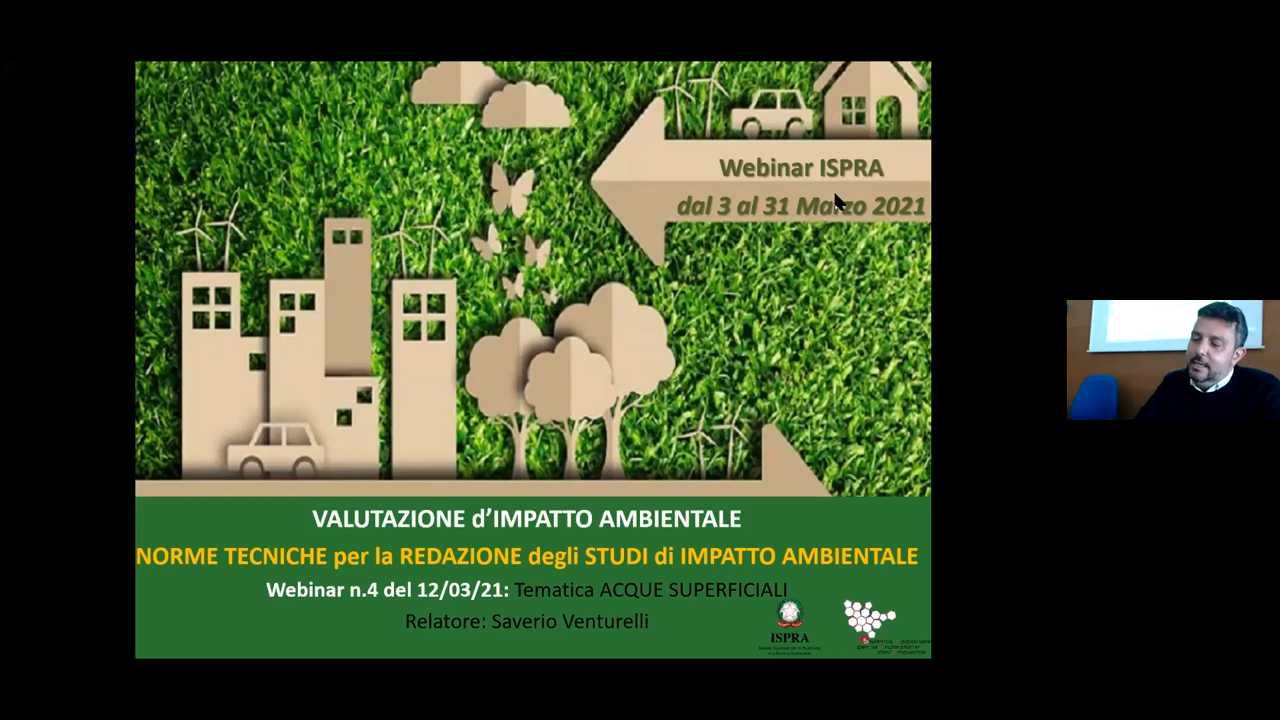 Webinar ISPRA
dal 3 al 31 Marzo 2021
VALUTAZIONE d'IMPATTO AMBIENTALE
NORME TECNICHE per la REDAZIONE degli STUDI di IMPATTO AMBIENTALE
Webinar n.4 del 12/03/21: Tematica ACQUE SUPERFICIALI
Relatore: Saverio Venturelli
ISPRA